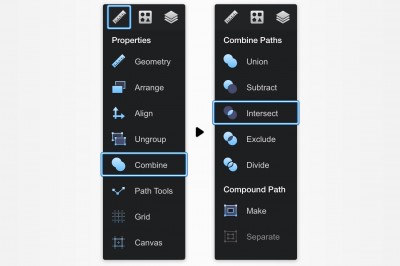 Properties
Geometry
Arrange
Align
Ungroup
Combine
Path Tools
Grid
Canvas
Combine Paths
Union
Subtract
Intersect
Exclude
Divide
Compound Path
Make
Separate